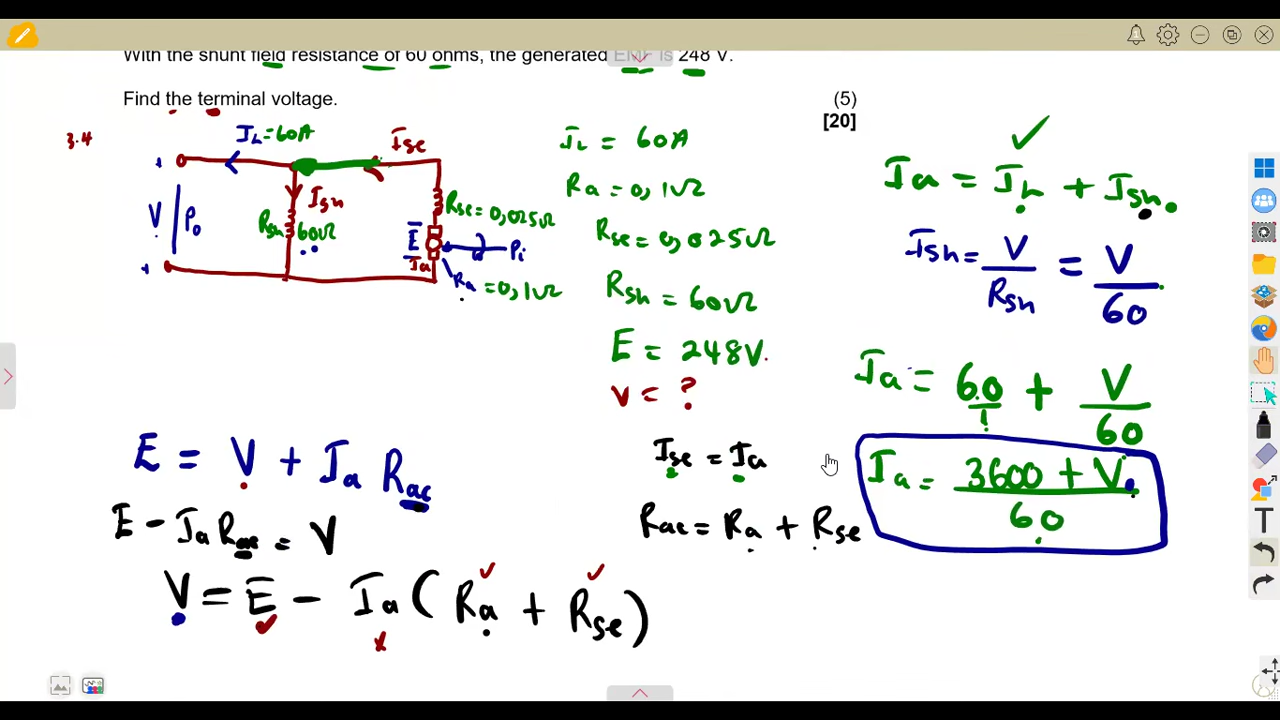 With the shunt field resistance of 60 ohms, the generated EMF is 248 V.
Find the terminal voltage.
(5)
[20]
3.4
IL=60A
Ise
+
Ish
V
P₀
Rsh
60Ω
Rse=0,025Ω
E
Ia
Pi
Ra=0,1Ω
+
IL = 60A
Ra = 0,1Ω
Rse=0,025Ω
Rsh = 60Ω
E = 248V
V = ?
Ise = Ia
Rac = Ra + Rse
E = V + Ia Rac
E - Ia Rac = V
V = E - Ia (Ra + Rse)
✓
Ia = IL + Ish
Ish = V/Rsh = V/60
Ia = 60/1 + V/60
Ia = 3600 + V/60
T